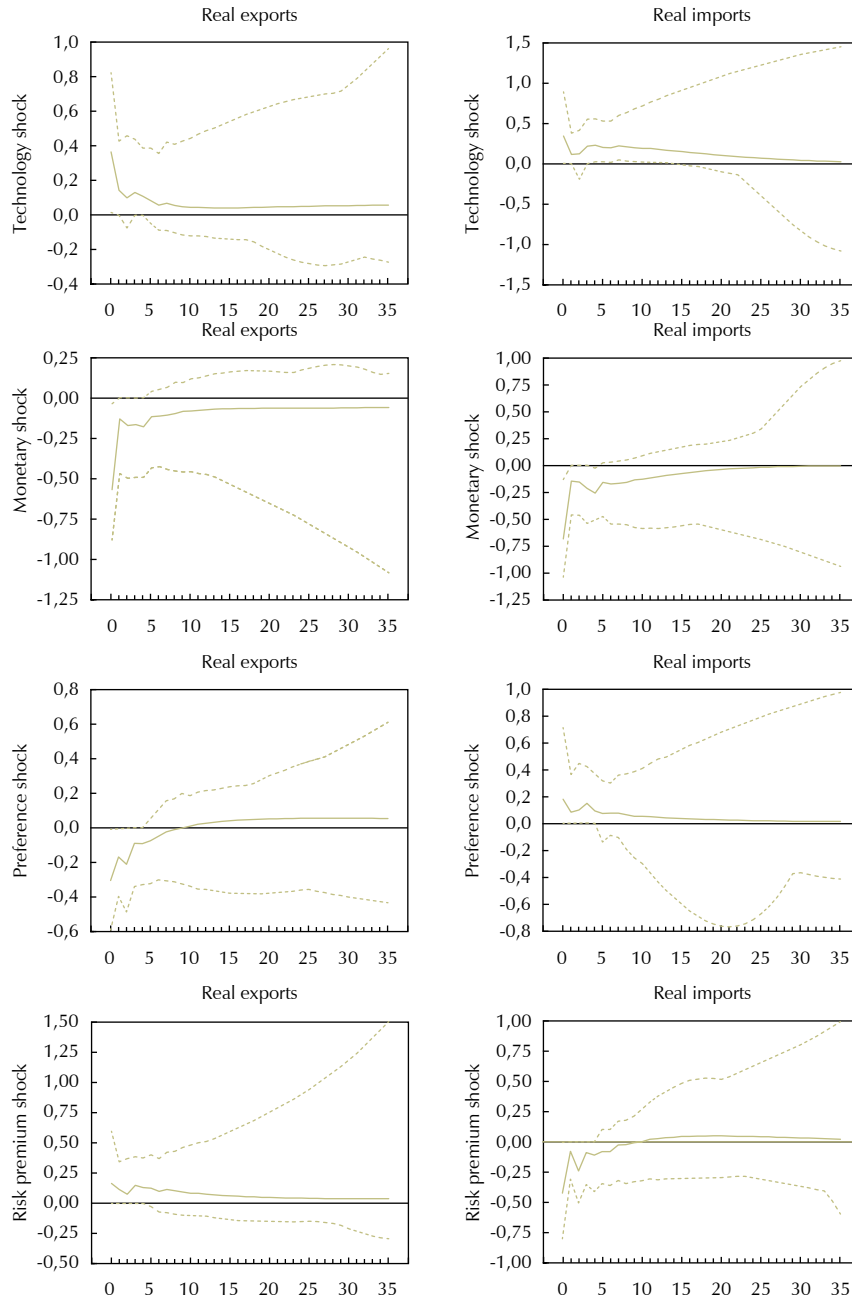 Real exports
Technology shock
1,0
0,8
0,6
0,4
0,2
0,0
-0,2
-0,4
0 5 10 15 20 25 30 35
Real imports
Technology shock
1,5
1,0
0,5
0,0
-0,5
-1,0
-1,5
0 5 10 15 20 25 30 35
Real exports
Monetary shock
0,25
0,00
-0,25
-0,50
-0,75
-1,00
-1,25
0 5 10 15 20 25 30 35
Real imports
Monetary shock
1,00
0,75
0,50
0,25
0,00
-0,25
-0,50
-0,75
-1,00
-1,25
0 5 10 15 20 25 30 35
Real exports
Preference shock
0,8
0,6
0,4
0,2
0,0
-0,2
-0,4
-0,6
0 5 10 15 20 25 30 35
Real imports
Preference shock
1,0
0,8
0,6
0,4
0,2
0,0
-0,2
-0,4
-0,6
-0,8
0 5 10 15 20 25 30 35
Real exports
Risk premium shock
1,50
1,25
1,00
0,75
0,50
0,25
0,00
-0,25
-0,50
0 5 10 15 20 25 30 35
Real imports
Risk premium shock
1,00
0,75
0,50
0,25
0,00
-0,25
-0,50
-0,75
-1,00
0 5 10 15 20 25 30 35